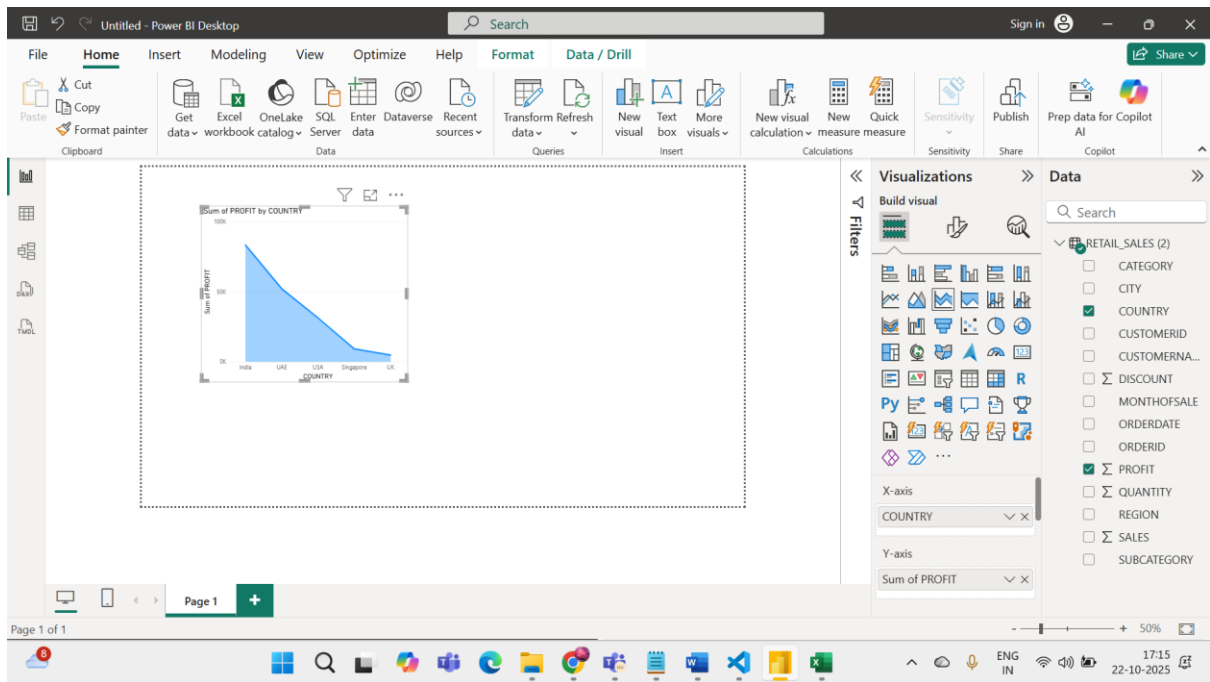 Untitled - Power BI Desktop
Search
Sign in
File Home Insert Modeling View Optimize Help Format Data / Drill
Share
Paste
Cut
Copy
Format painter
Clipboard
Get data
Excel workbook
OneLake catalog
SQL Server
Enter data
Dataverse
Recent sources
Data
Transform data
Refresh
Queries
New visual
Text box
More visuals
Insert
New visual calculation
New measure
Quick measure
Calculations
Sensitivity
Sensitivity
Publish
Share
Prep data for AI
Copilot
Copilot
Sum of PROFIT by COUNTRY
100K
50K
0K
Sum of PROFIT
India UAE USA Singapore UK
COUNTRY
Filters
Visualizations
Build visual
123
R
Py
123
X-axis
COUNTRY
Y-axis
Sum of PROFIT
Data
Search
RETAIL_SALES (2)
CATEGORY
CITY
COUNTRY
CUSTOMERID
CUSTOMERNA...
Σ DISCOUNT
MONTHOFSALE
ORDERDATE
ORDERID
Σ PROFIT
Σ QUANTITY
REGION
Σ SALES
SUBCATEGORY
DAX
TMDL
Page 1
+
Page 1 of 1
- + 50%
8
ENG
IN
17:15
22-10-2025